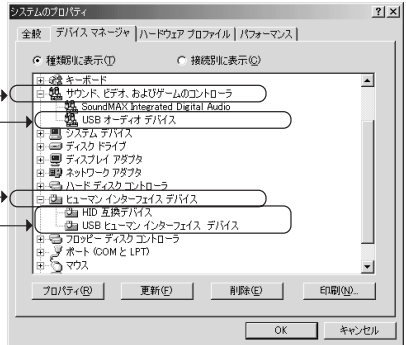 システムのプロパティ
全般 デバイス マネージャ ハードウェア プロファイル パフォーマンス
種類別に表示(T) 接続別に表示(C)
キーボード
サウンド、ビデオ、およびゲームのコントローラ
SoundMAX Integrated Digital Audio
USB オーディオ デバイス
システム デバイス
ディスク ドライブ
ディスプレイ アダプタ
ネットワーク アダプタ
ハード ディスク コントローラ
ヒューマン インターフェイス デバイス
HID 互換デバイス
USB ヒューマン インターフェイス デバイス
フロッピー ディスク コントローラ
ポート (COM と LPT)
マウス
プロパティ(R) 更新(F) 削除(E) 印刷(N)...
OK キャンセル